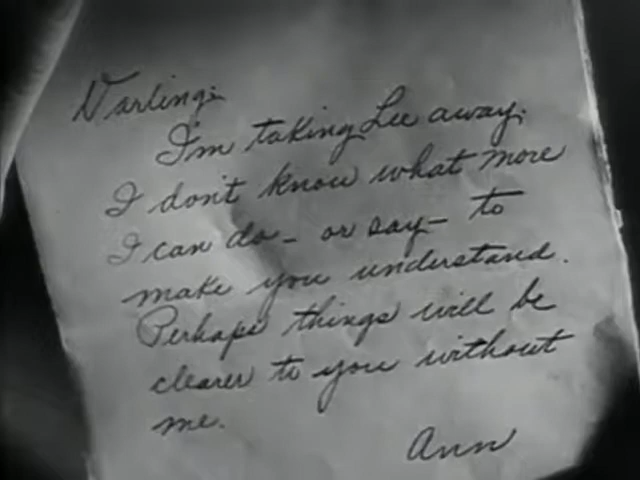 Darling:
I'm taking Lee away.
I don't know what more
I can do - or say - to
make you understand.
Perhaps things will be
clearer to you without
me.
Ann